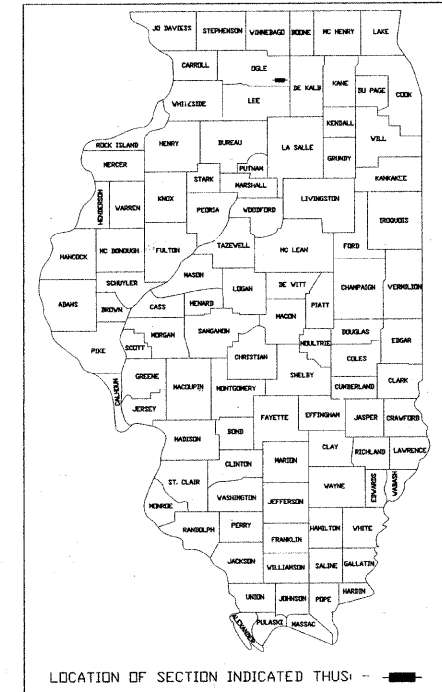 JO DAVIESS STEPHENSON WINNEBAGO BOONE MC HENRY LAKE
CARROLL OGLE DE KALB KANE DU PAGE COOK
WHITESIDE LEE KENDALL WILL
ROCK ISLAND HENRY BUREAU LA SALLE GRUNDY
MERCER PUTNAM KANKAKEE
HENDERSON WARREN KNOX STARK MARSHALL LIVINGSTON IROQUOIS
PEORIA WOODFORD
HANCOCK MC DONOUGH FULTON TAZEWELL MC LEAN FORD
SCHUYLER MASON LOGAN DE WITT CHAMPAIGN VERMILION
ADAMS BROWN CASS MENARD MACON PIATT
PIKE SCOTT MORGAN SANGAMON CHRISTIAN MOULTRIE DOUGLAS EDGAR
COLES
CALHOUN GREENE MACOUPIN MONTGOMERY SHELBY CUMBERLAND CLARK
JERSEY FAYETTE EFFINGHAM JASPER CRAWFORD
MADISON BOND CLAY RICHLAND LAWRENCE
CLINTON MARION
ST. CLAIR WASHINGTON JEFFERSON WAYNE EDWARDS WABASH
MONROE
RANDOLPH PERRY FRANKLIN HAMILTON WHITE
JACKSON WILLIAMSON SALINE GALLATIN
UNION JOHNSON POPE HARDIN
ALEXANDER PULASKI MASSAC
LOCATION OF SECTION INDICATED THUS: -